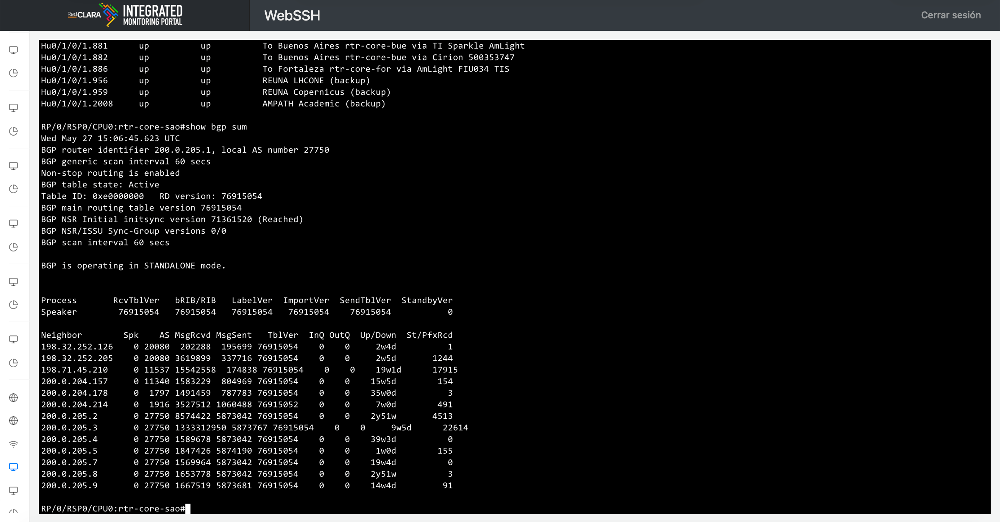 RedCLARA INTEGRATED MONITORING PORTAL
WebSSH
Cerrar sesión
Hu0/1/0/1.881      up          up          To Buenos Aires rtr-core-bue via TI Sparkle AmLight
Hu0/1/0/1.882      up          up          To Buenos Aires rtr-core-bue via Cirion 500353747
Hu0/1/0/1.886      up          up          To Fortaleza rtr-core-for via AmLight FIU034 TIS
Hu0/1/0/1.956      up          up          REUNA LHCONE (backup)
Hu0/1/0/1.959      up          up          REUNA Copernicus (backup)
Hu0/1/0/1.2008     up          up          AMPATH Academic (backup)
RP/0/RSP0/CPU0:rtr-core-sao#show bgp sum
Wed May 27 15:06:45.623 UTC
BGP router identifier 200.0.205.1, local AS number 27750
BGP generic scan interval 60 secs
Non-stop routing is enabled
BGP table state: Active
Table ID: 0xe0000000   RD version: 76915054
BGP main routing table version 76915054
BGP NSR Initial initsync version 71361520 (Reached)
BGP NSR/ISSU Sync-Group versions 0/0
BGP scan interval 60 secs
BGP is operating in STANDALONE mode.
Process       RcvTblVer   bRIB/RIB   LabelVer  ImportVer  SendTblVer  StandbyVer
Speaker        76915054   76915054   76915054   76915054    76915054           0
Neighbor        Spk    AS MsgRcvd MsgSent   TblVer  InQ OutQ  Up/Down  St/PfxRcd
198.32.252.126    0 20080  202288  195699 76915054    0    0     2w4d          1
198.32.252.205    0 20080 3619899  337716 76915054    0    0     2w5d       1244
198.71.45.210     0 11537 15542558  174838 76915054    0    0    19w1d      17915
200.0.204.157     0 11340 1583229  804969 76915054    0    0    15w5d        154
200.0.204.178     0  1797 1491459  787783 76915054    0    0    35w0d          3
200.0.204.214     0  1916 3527512 1060488 76915052    0    0     7w0d        491
200.0.205.2       0 27750 8574422 5873042 76915054    0    0    2y51w       4513
200.0.205.3       0 27750 1333312950 5873767 76915054    0    0     9w5d      22614
200.0.205.4       0 27750 1589678 5873042 76915054    0    0    39w3d          0
200.0.205.5       0 27750 1847426 5874190 76915054    0    0     1w0d        155
200.0.205.7       0 27750 1569964 5873042 76915054    0    0    19w4d          0
200.0.205.8       0 27750 1653778 5873042 76915054    0    0    2y51w          3
200.0.205.9       0 27750 1667519 5873681 76915054    0    0    14w4d         91
RP/0/RSP0/CPU0:rtr-core-sao#